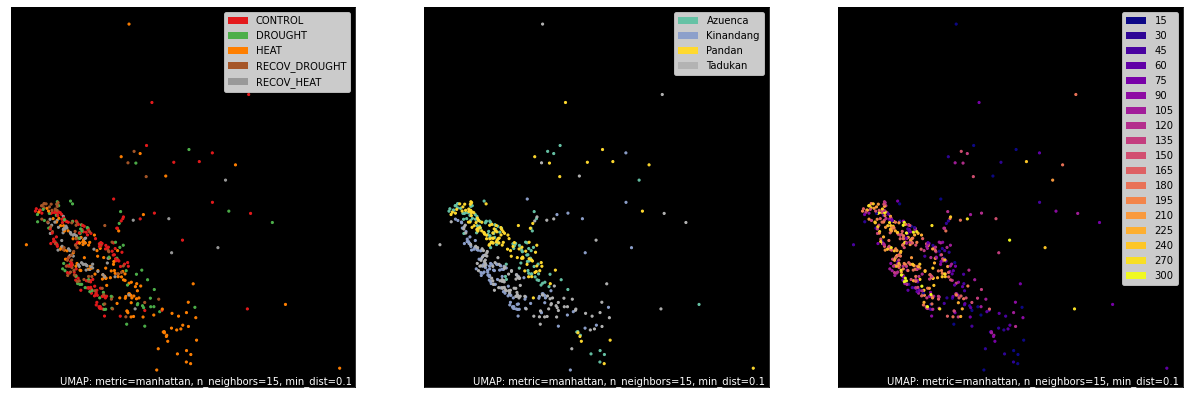 CONTROL
DROUGHT
HEAT
RECOV_DROUGHT
RECOV_HEAT
UMAP: metric=manhattan, n_neighbors=15, min_dist=0.1
Azuenca
Kinandang
Pandan
Tadukan
UMAP: metric=manhattan, n_neighbors=15, min_dist=0.1
15
30
45
60
75
90
105
120
135
150
165
180
195
210
225
240
270
300
UMAP: metric=manhattan, n_neighbors=15, min_dist=0.1